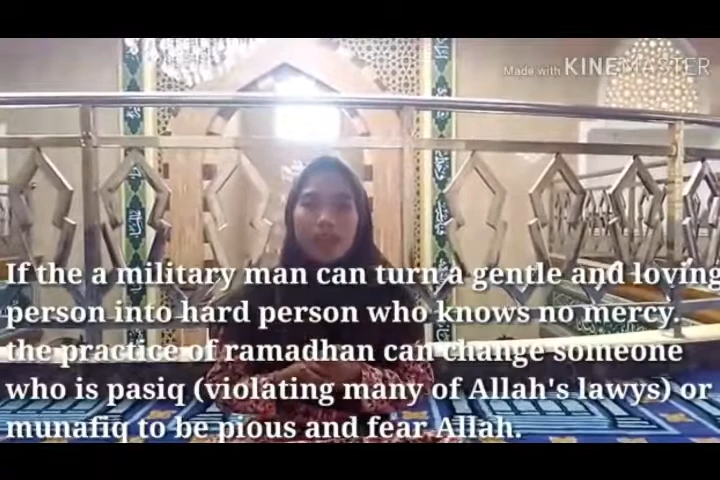 Made with KINEMASTER
If the a military man can turn a gentle and loving
person into hard person who knows no mercy.
the practice of ramadhan can change someone
who is pasiq (violating many of Allah's lawys) or
munafiq to be pious and fear Allah.